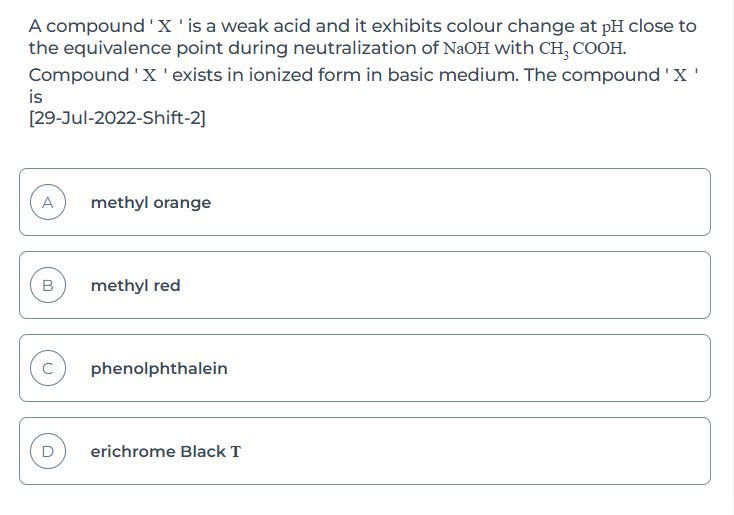 A compound ' X ' is a weak acid and it exhibits colour change at pH close to
the equivalence point during neutralization of NaOH with CH₃ COOH.
Compound ' X ' exists in ionized form in basic medium. The compound ' X '
is
[29-Jul-2022-Shift-2]
A methyl orange
B methyl red
C phenolphthalein
D erichrome Black T